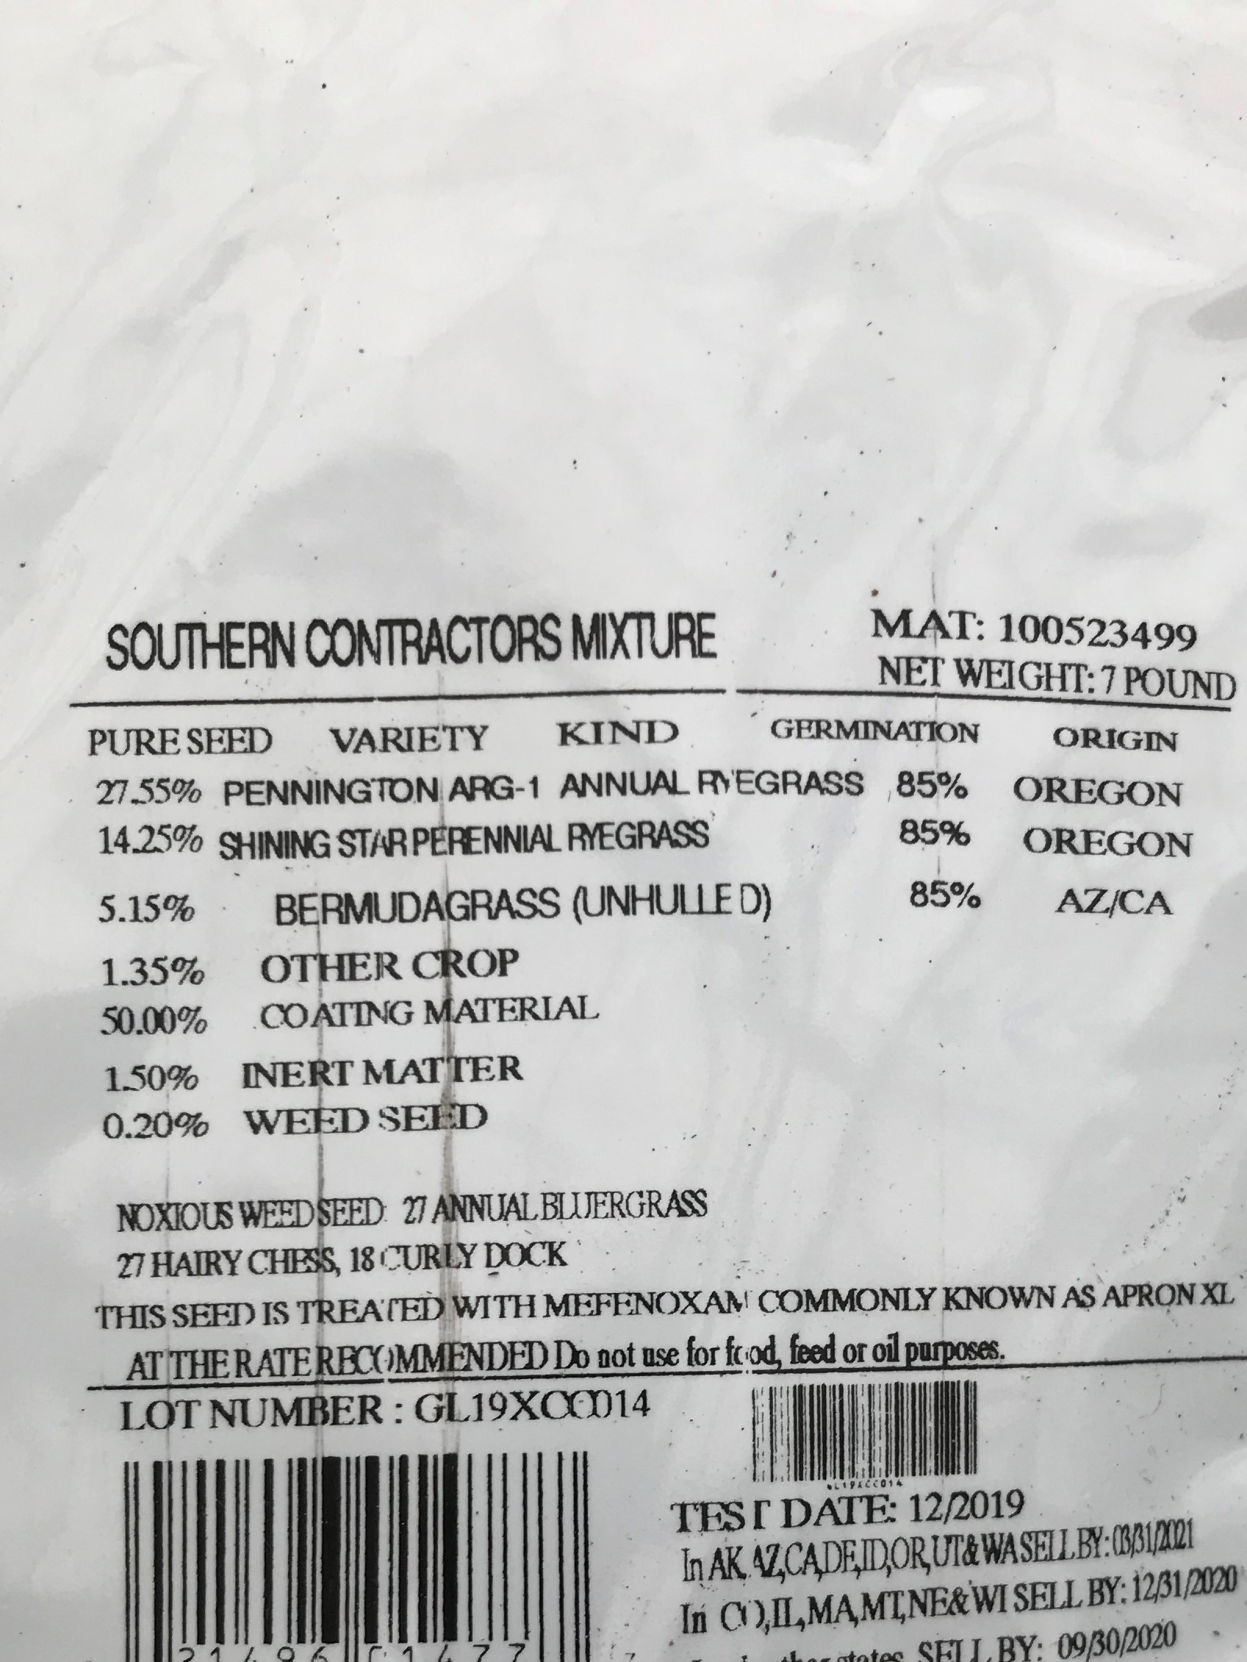 SOUTHERN CONTRACTORS MIXTURE
MAT: 100523499
NET WEIGHT: 7 POUND
PURE SEED VARIETY KIND GERMINATION ORIGIN
27.55% PENNINGTON ARG-1 ANNUAL RYEGRASS 85% OREGON
14.25% SHINING STAR PERENNIAL RYEGRASS 85% OREGON
5.15% BERMUDAGRASS (UNHULLED) 85% AZ/CA
1.35% OTHER CROP
50.00% COATING MATERIAL
1.50% INERT MATTER
0.20% WEED SEED
NOXIOUS WEED SEED: 27 ANNUAL BLUERGRASS
27 HAIRY CHESS, 18 CURLY DOCK
THIS SEED IS TREATED WITH MEFENOXAM COMMONLY KNOWN AS APRON XL
AT THE RATE RECOMMENDED Do not use for food, feed or oil purposes.
LOT NUMBER : GL19XCC014
TEST DATE: 12/2019
In AK,AZ,CA,DE,ID,OR,UT&WA SELL BY: 03/31/2021
In CO,IL,MA,MT,NE&WI SELL BY: 12/31/2020
other states SELL BY: 09/30/2020